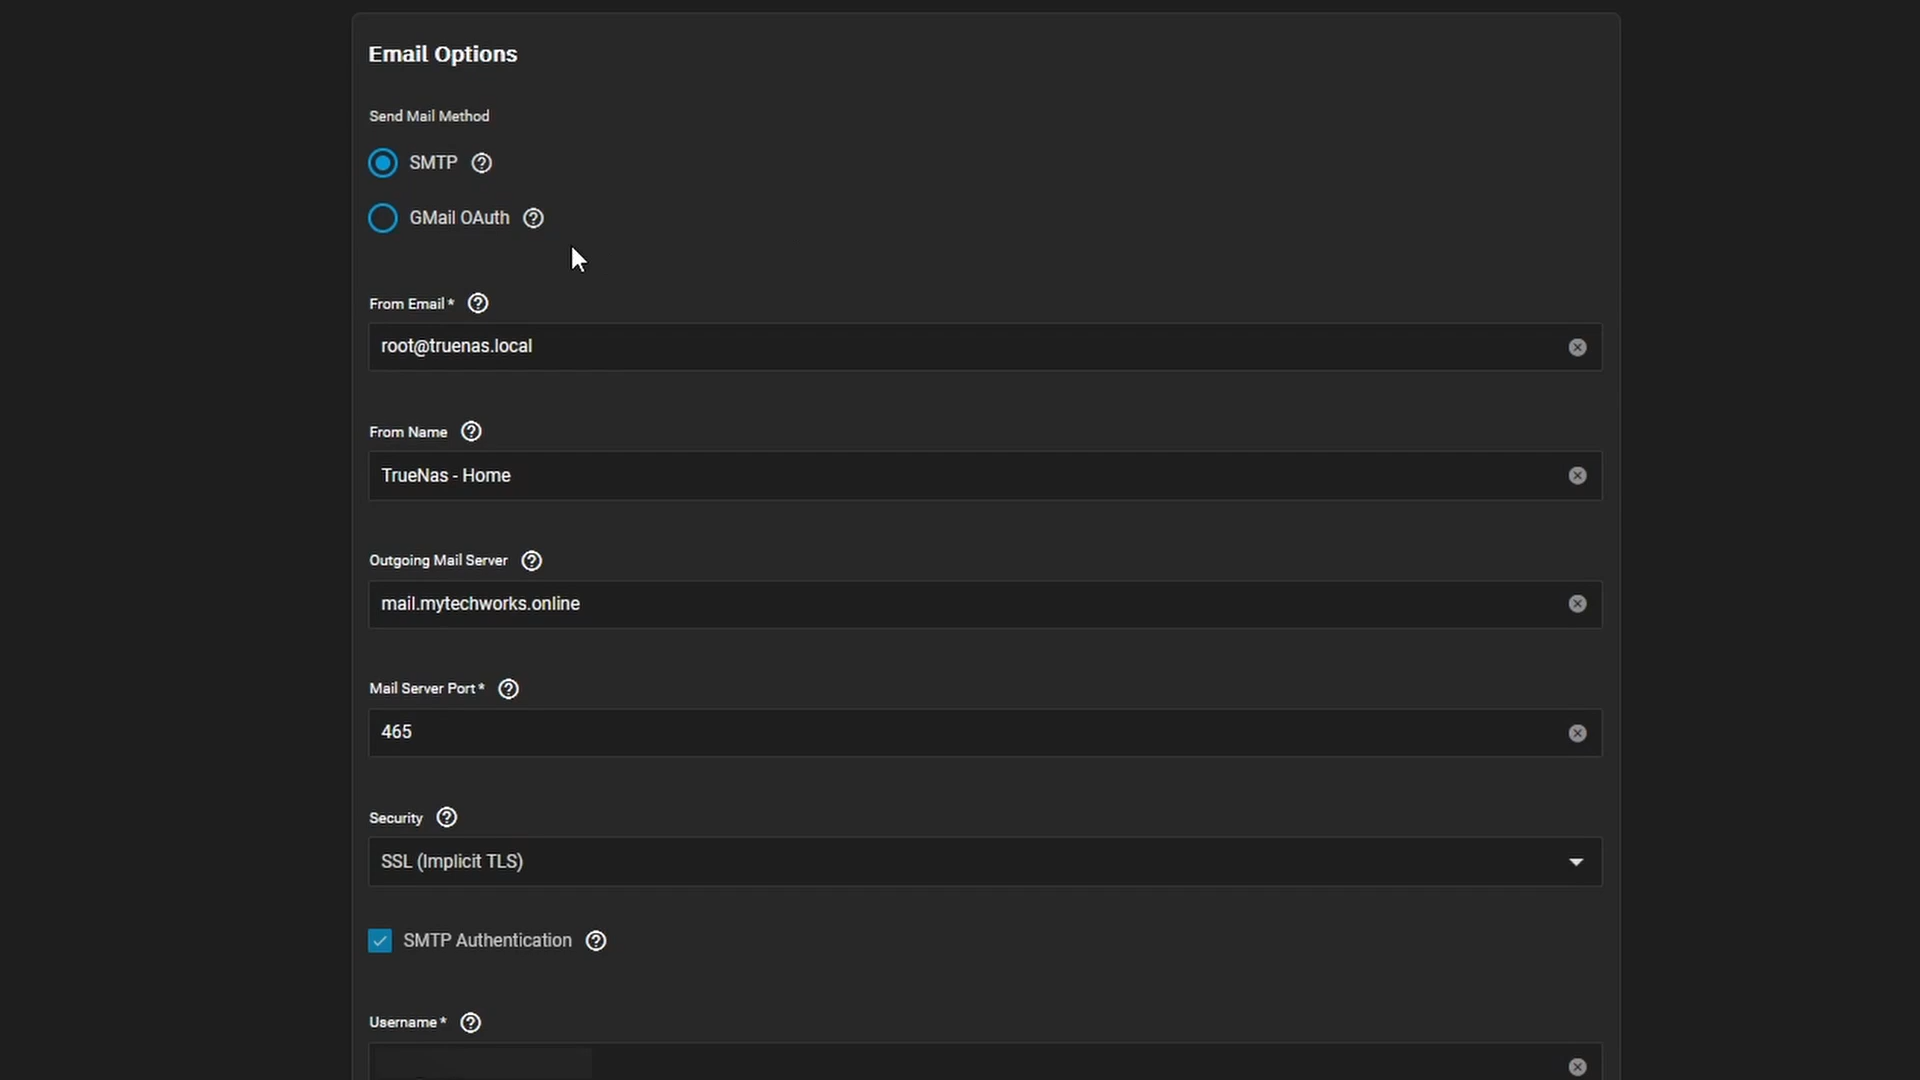 Email Options
Send Mail Method
SMTP
GMail OAuth
From Email*
root@truenas.local
From Name
TrueNas - Home
Outgoing Mail Server
mail.mytechworks.online
Mail Server Port*
465
Security
SSL (Implicit TLS)
SMTP Authentication
Username*